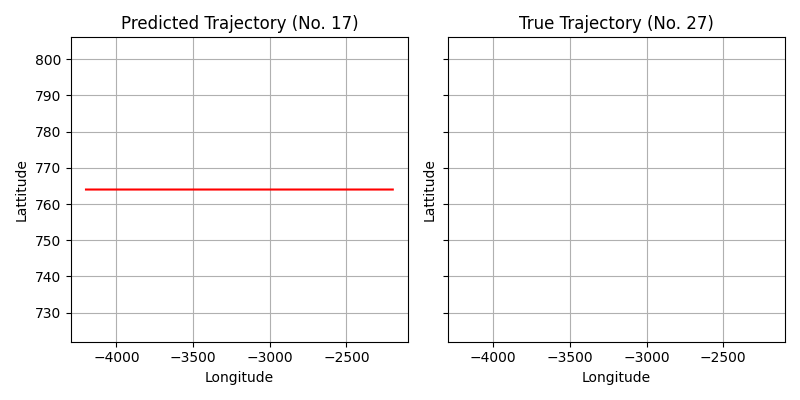 Predicted Trajectory (No. 17)
800
790
780
770
760
750
740
730
Lattitude
−4000 −3500 −3000 −2500
Longitude
True Trajectory (No. 27)
Lattitude
−4000 −3500 −3000 −2500
Longitude